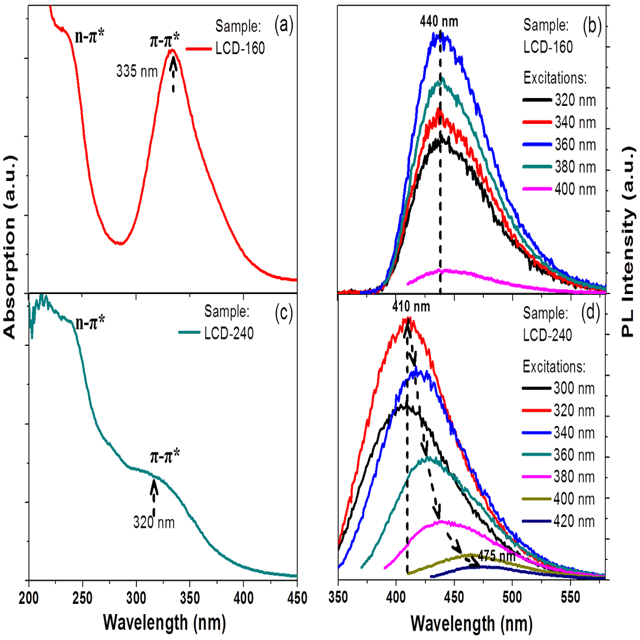 Absorption (a.u.)
n-π*
π-π*
Sample:
(a)
LCD-160
335 nm
440 nm
Sample:
(b)
LCD-160
Excitations:
320 nm
340 nm
360 nm
380 nm
400 nm
PL Intensity (a.u.)
n-π*
Sample:
(c)
LCD-240
π-π*
320 nm
200 250 300 350 400 450
Wavelength (nm)
410 nm
Sample:
(d)
LCD-240
Excitations:
300 nm
320 nm
340 nm
360 nm
380 nm
400 nm
420 nm
475 nm
350 400 450 500 550
Wavelength (nm)